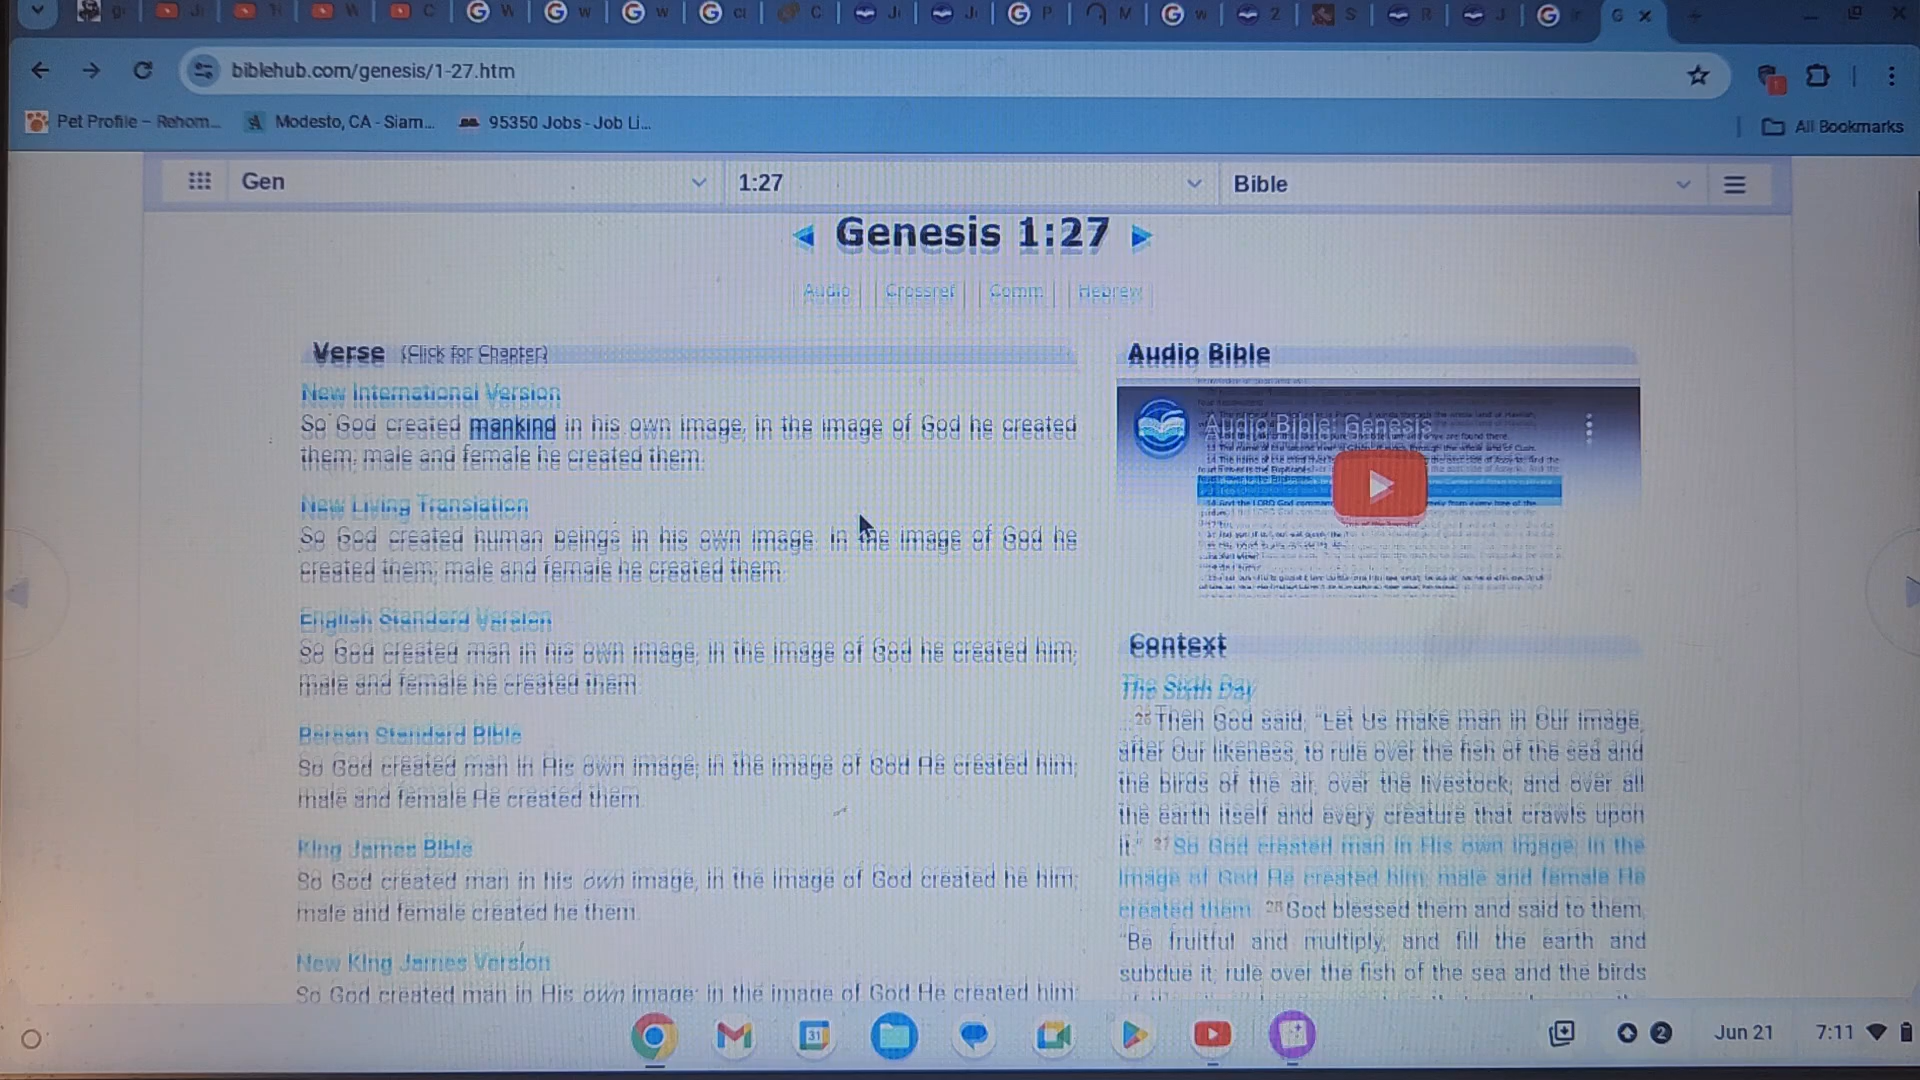 biblehub.com/genesis/1-27.htm
Pet Profile – Rehom... Modesto, CA - Siam... 95350 Jobs - Job Li... All Bookmarks
Gen 1:27 Bible
Genesis 1:27
Audio Crossref Comm Hebrew
Verse (Click for Chapter)
New International Version
So God created mankind in his own image, in the image of God he created
them; male and female he created them.
New Living Translation
So God created human beings in his own image. In the image of God he
created them; male and female he created them.
English Standard Version
So God created man in his own image, in the image of God he created him;
male and female he created them.
Berean Standard Bible
So God created man in His own image; in the image of God He created him;
male and female He created them.
King James Bible
So God created man in his own image, in the image of God created he him;
male and female created he them.
New King James Version
So God created man in His own image; in the image of God He created him;
Audio Bible
Audio Bible: Genesis
Context
The Sixth Day
...26Then God said, “Let Us make man in Our image,
after Our likeness, to rule over the fish of the sea and
the birds of the air, over the livestock, and over all
the earth itself and every creature that crawls upon
it.” 27So God created man in His own image; in the
image of God He created him; male and female He
created them. 28God blessed them and said to them,
“Be fruitful and multiply, and fill the earth and
subdue it; rule over the fish of the sea and the birds
31
2 Jun 21 7:11